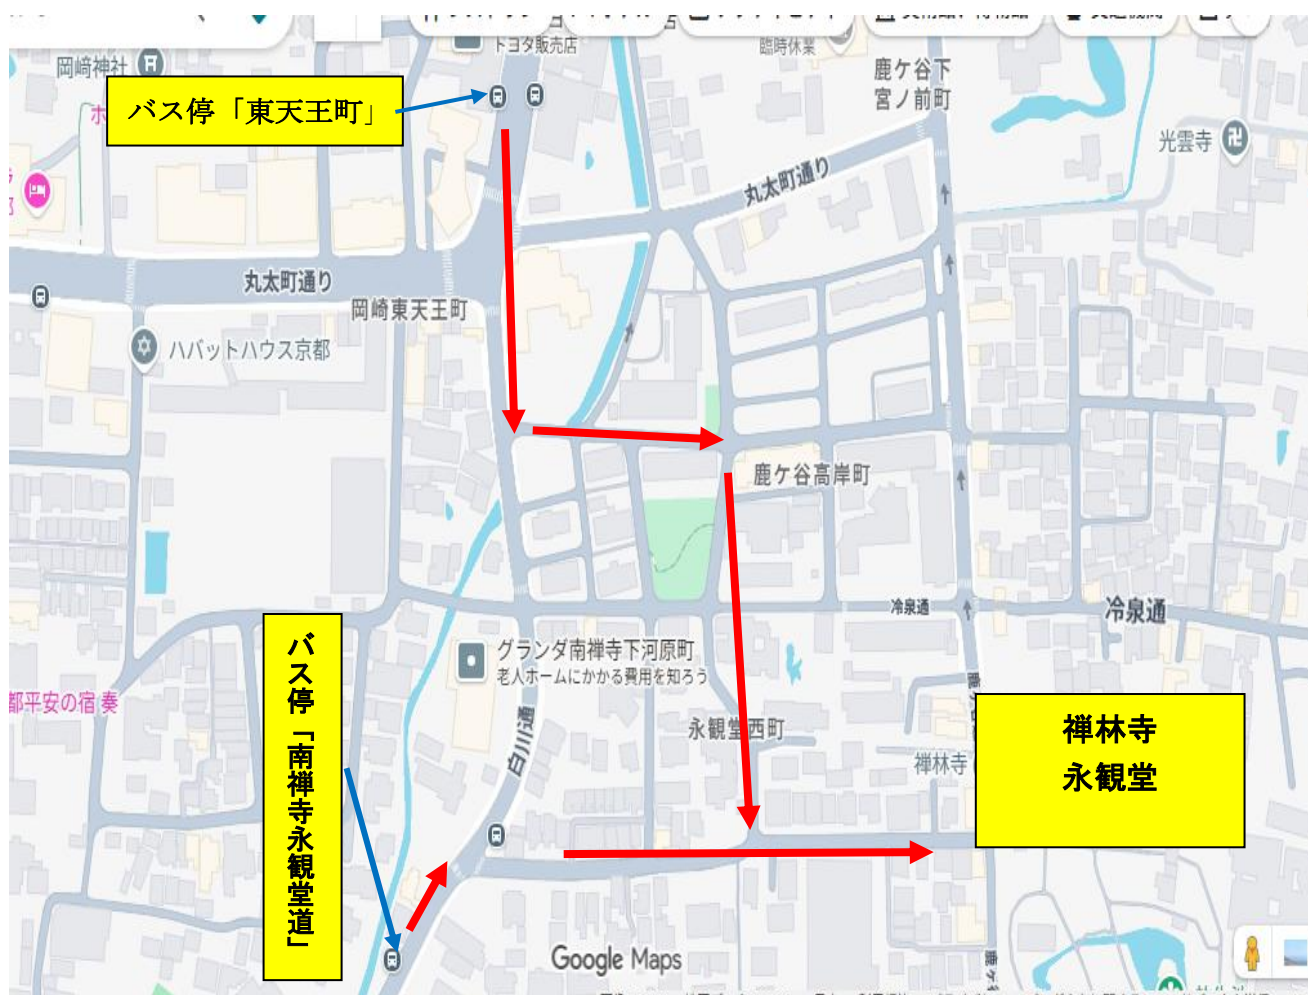 トヨタ販売店
臨時休業
岡﨑神社
鹿ケ谷下
宮ノ前町
バス停「東天王町」
光雲寺
丸太町通り
丸太町通り
岡崎東天王町
ハバットハウス京都
鹿ケ谷高岸町
冷泉通
冷泉通
バス停「南禅寺永観堂道」
グランダ南禅寺下河原町
老人ホームにかかる費用を知ろう
都平安の宿 奏
白川通
永観堂西町
禅林寺
禅林寺
永観堂
Google Maps